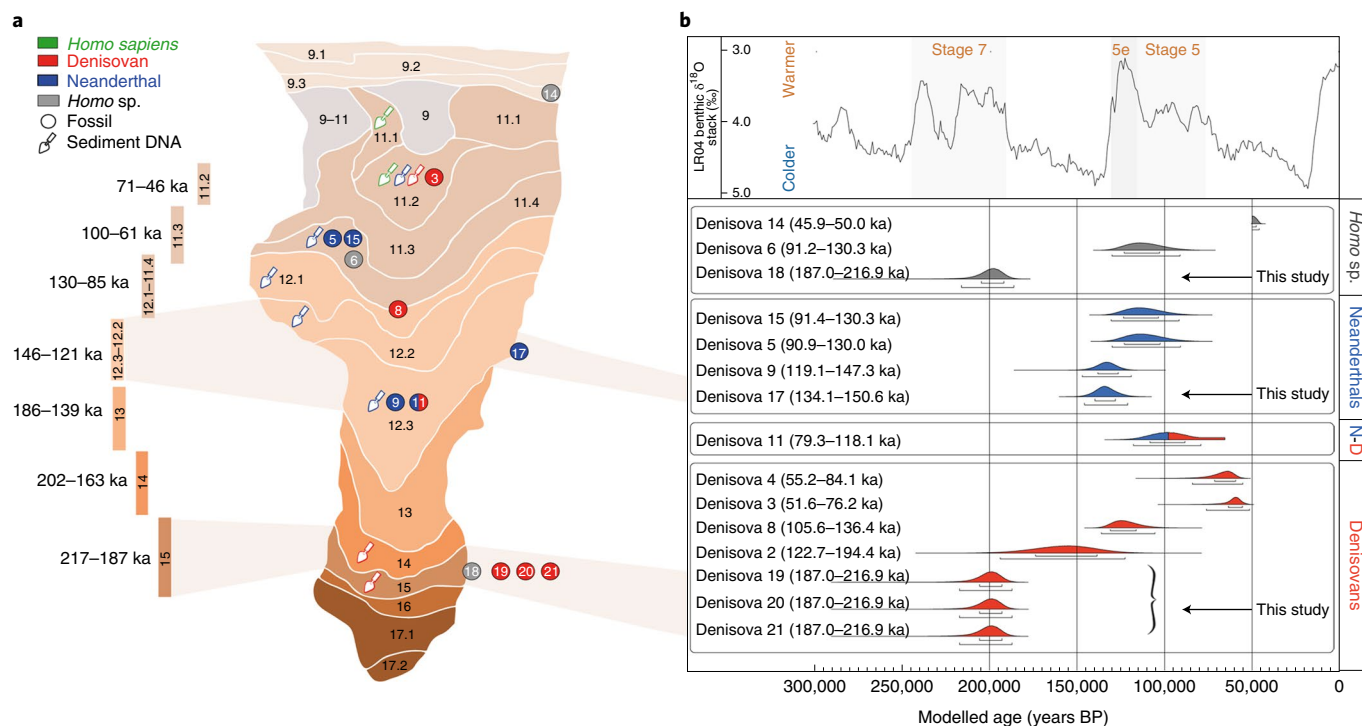 a
Homo sapiens
Denisovan
Neanderthal
Homo sp.
Fossil
Sediment DNA
71–46 ka
11.2
100–61 ka
11.3
130–85 ka
12.1–11.4
146–121 ka
12.3–12.2
186–139 ka
13
202–163 ka
14
217–187 ka
15
9.1
9.2
9.3
14
9–11
9
11.1
11.1
3
11.2
11.4
5 15
11.3
6
12.1
8
12.2
17
9 11
12.3
13
14
18 19 20 21
15
16
17.1
17.2
b
LR04 benthic δ18O
stack (‰)
3.0
4.0
5.0
Warmer
Colder
Stage 7
5e
Stage 5
Denisova 14 (45.9–50.0 ka)
Denisova 6 (91.2–130.3 ka)
Denisova 18 (187.0–216.9 ka)
This study
Homo sp.
Denisova 15 (91.4–130.3 ka)
Denisova 5 (90.9–130.0 ka)
Denisova 9 (119.1–147.3 ka)
Denisova 17 (134.1–150.6 ka)
This study
Neanderthals
Denisova 11 (79.3–118.1 ka)
N-D
Denisova 4 (55.2–84.1 ka)
Denisova 3 (51.6–76.2 ka)
Denisova 8 (105.6–136.4 ka)
Denisova 2 (122.7–194.4 ka)
Denisova 19 (187.0–216.9 ka)
Denisova 20 (187.0–216.9 ka)
Denisova 21 (187.0–216.9 ka)
This study
Denisovans
300,000 250,000 200,000 150,000 100,000 50,000 0
Modelled age (years BP)